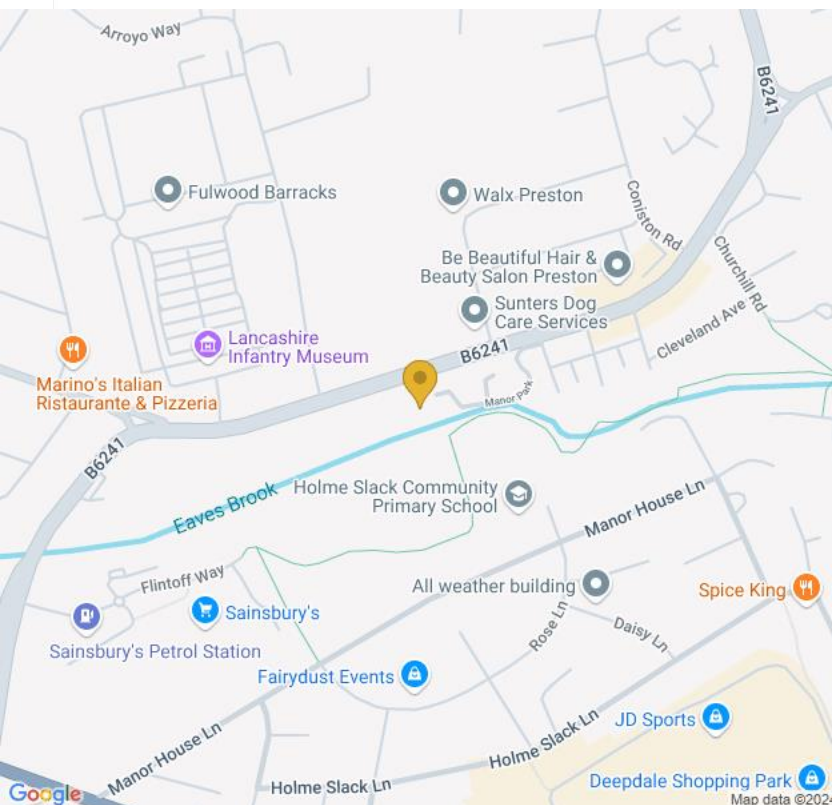 Arroyo Way
B6241
Fulwood Barracks
Walx Preston
Coniston Rd
Be Beautiful Hair &
Beauty Salon Preston
Churchill Rd
Sunters Dog
Care Services
Cleveland Ave
Lancashire
Infantry Museum
B6241
Marino's Italian
Ristaurante & Pizzeria
Manor Park
B6241
Eaves Brook
Holme Slack Community
Primary School
Manor House Ln
Flintoff Way
All weather building
Spice King
Sainsbury's
Rose Ln
Daisy Ln
Sainsbury's Petrol Station
Fairydust Events
JD Sports
Manor House Ln
Holme Slack Ln
Holme Slack Ln
Deepdale Shopping Park
Google
Map data ©2024